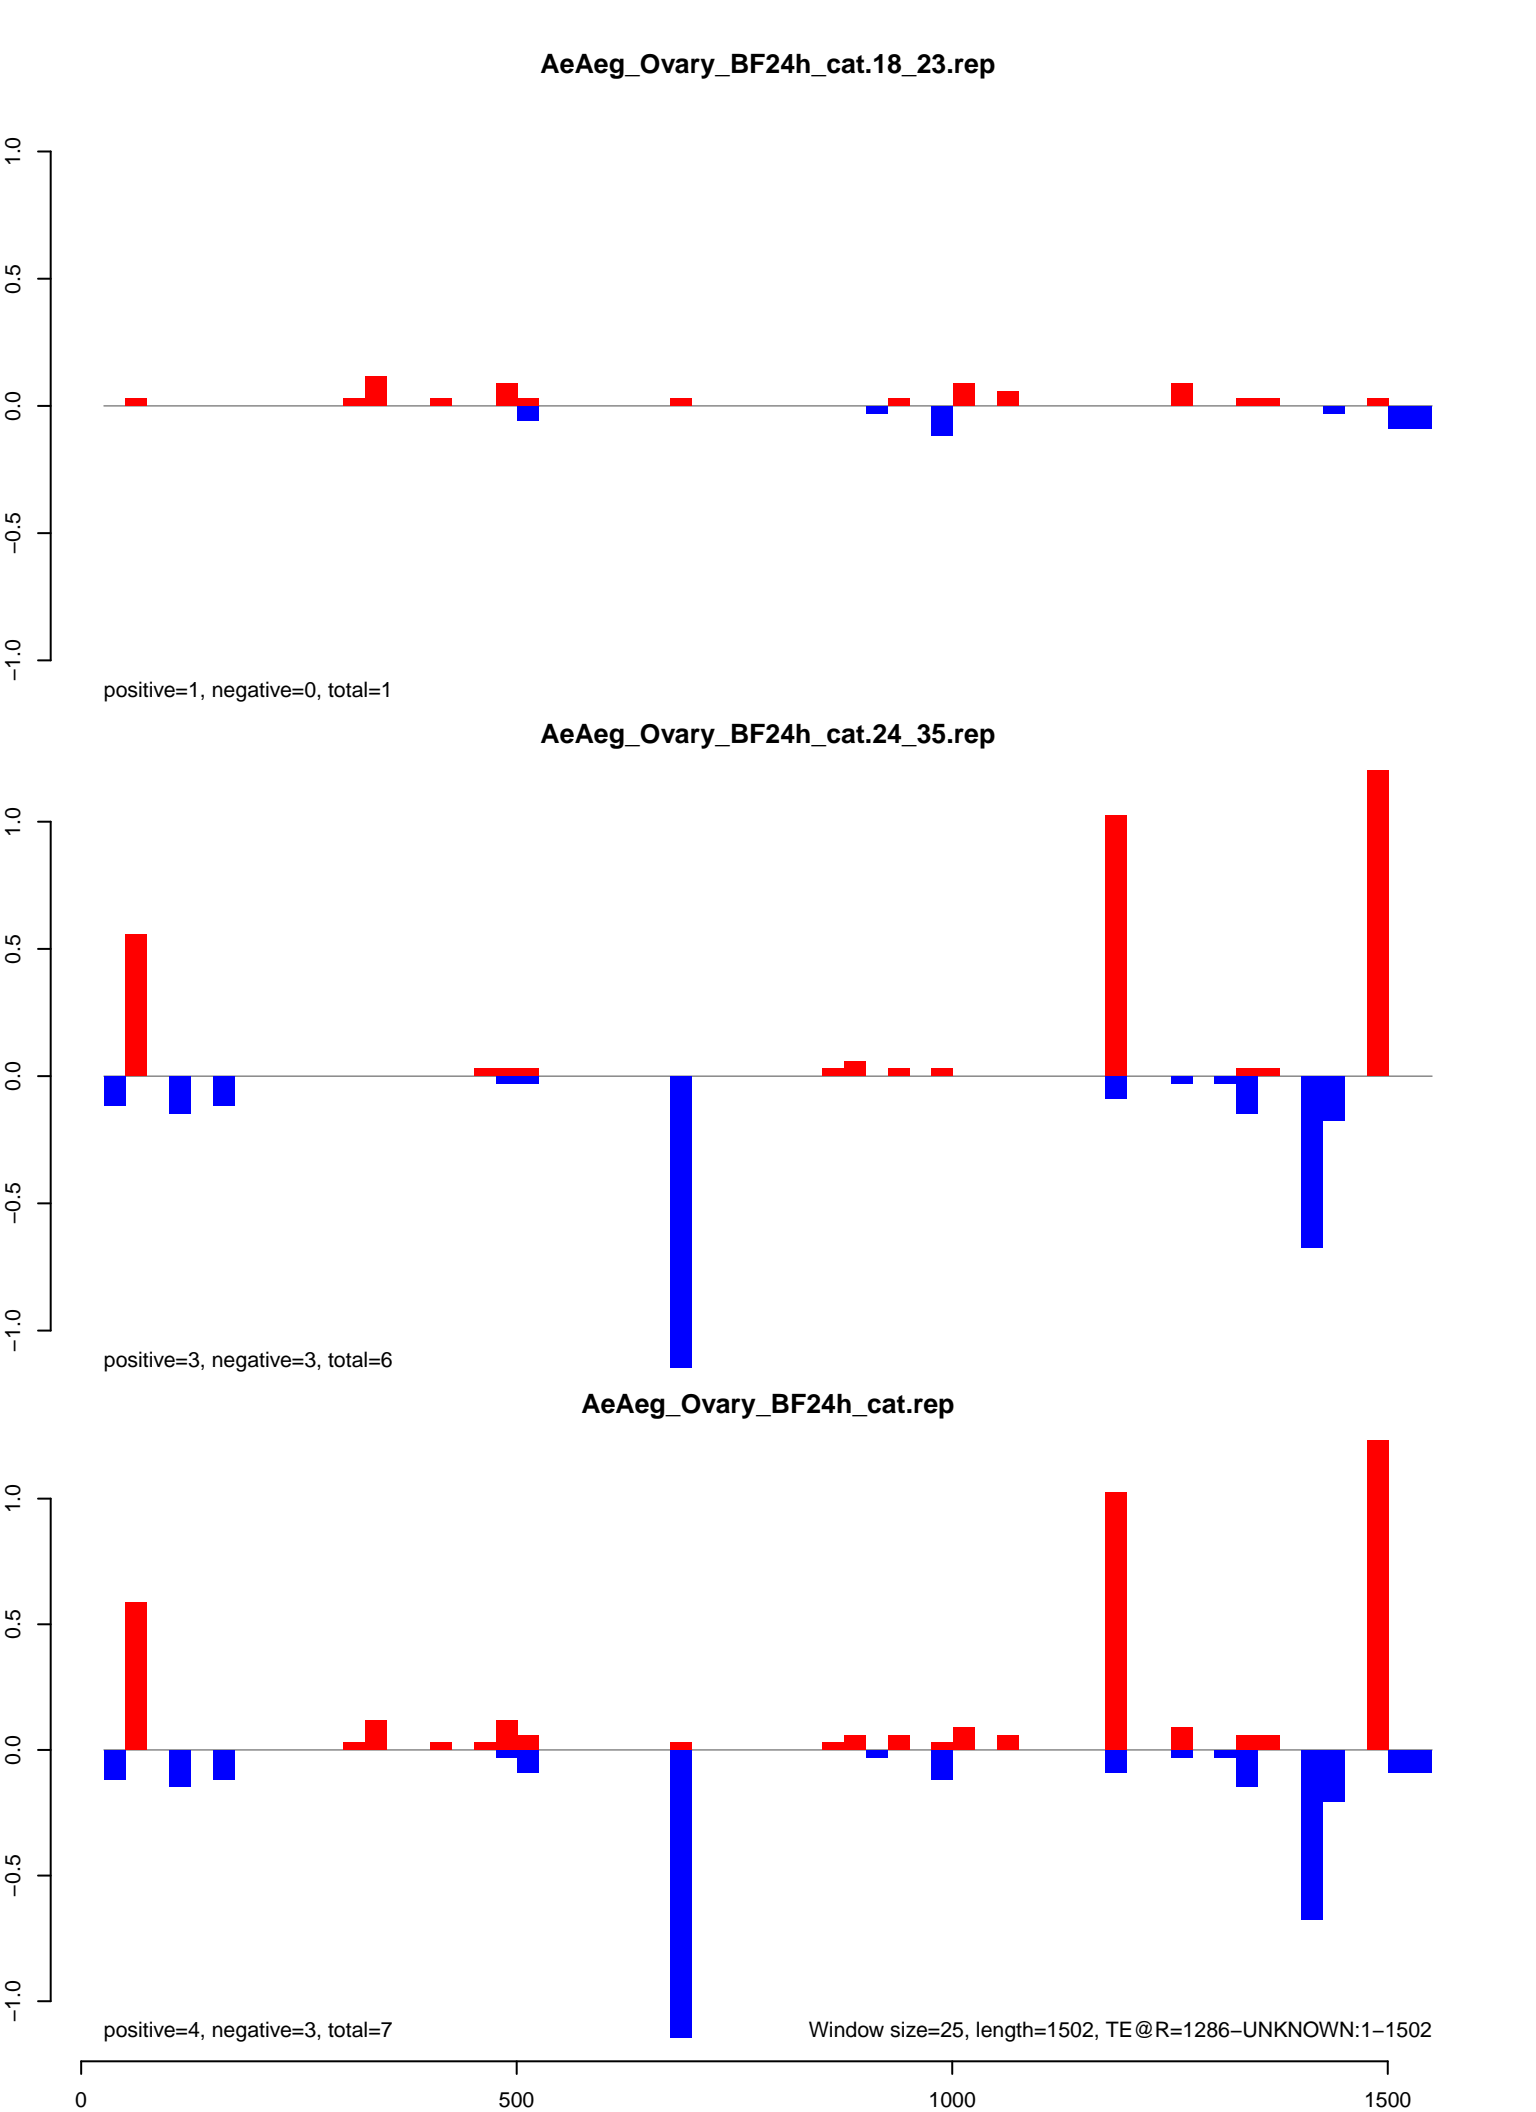 AeAeg_Ovary_BF24h_cat.18_23.rep
1.0
0.5
0.0
−0.5
−1.0
positive=1, negative=0, total=1
AeAeg_Ovary_BF24h_cat.24_35.rep
1.0
0.5
0.0
−0.5
−1.0
positive=3, negative=3, total=6
AeAeg_Ovary_BF24h_cat.rep
1.0
0.5
0.0
−0.5
−1.0
positive=4, negative=3, total=7
Window size=25, length=1502, TE@R=1286−UNKNOWN:1−1502
0 500 1000 1500